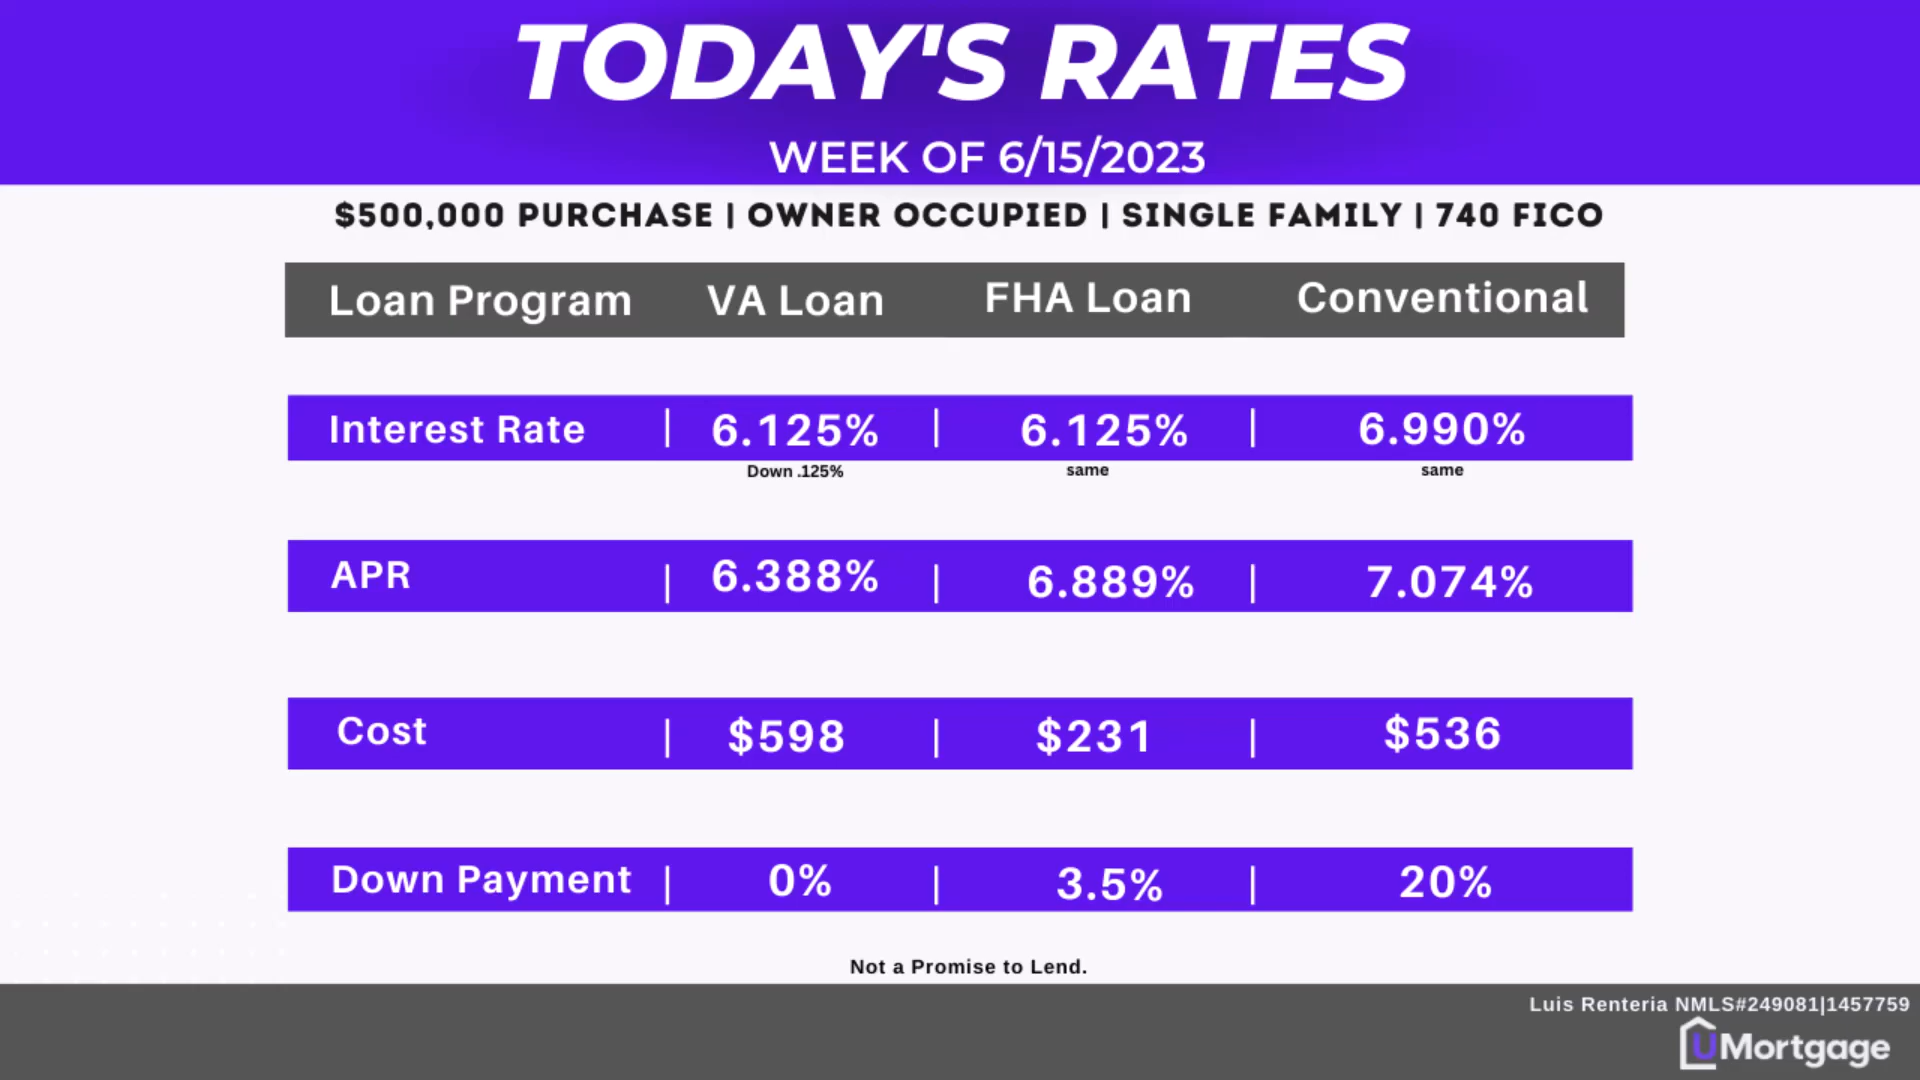 TODAY'S RATES
WEEK OF 6/15/2023
$500,000 PURCHASE | OWNER OCCUPIED | SINGLE FAMILY | 740 FICO
Loan Program VA Loan FHA Loan Conventional
Interest Rate | 6.125% | 6.125% | 6.990%
Down .125% same same
APR | 6.388% | 6.889% | 7.074%
Cost | $598 | $231 | $536
Down Payment | 0% | 3.5% | 20%
Not a Promise to Lend.
Luis Renteria NMLS#249081|1457759
UMortgage